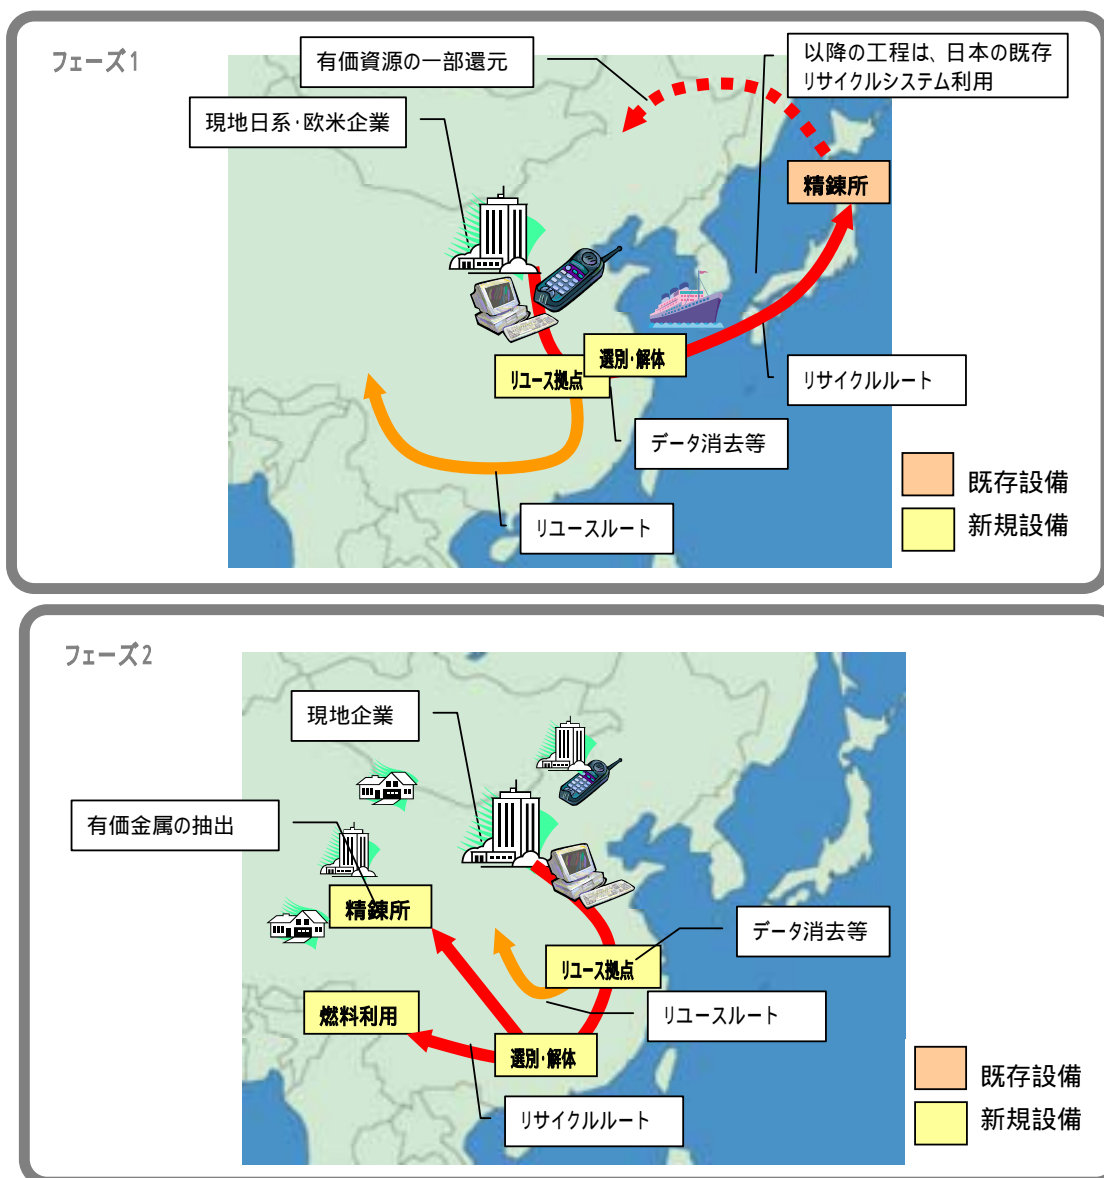 フェーズ1
有価資源の一部還元
以降の工程は、日本の既存
リサイクルシステム利用
現地日系・欧米企業
精錬所
選別・解体
リユース拠点
リサイクルルート
データ消去等
既存設備
リユースルート
新規設備
フェーズ2
現地企業
有価金属の抽出
精錬所
データ消去等
リユース拠点
燃料利用
リユースルート
選別・解体
既存設備
リサイクルルート
新規設備